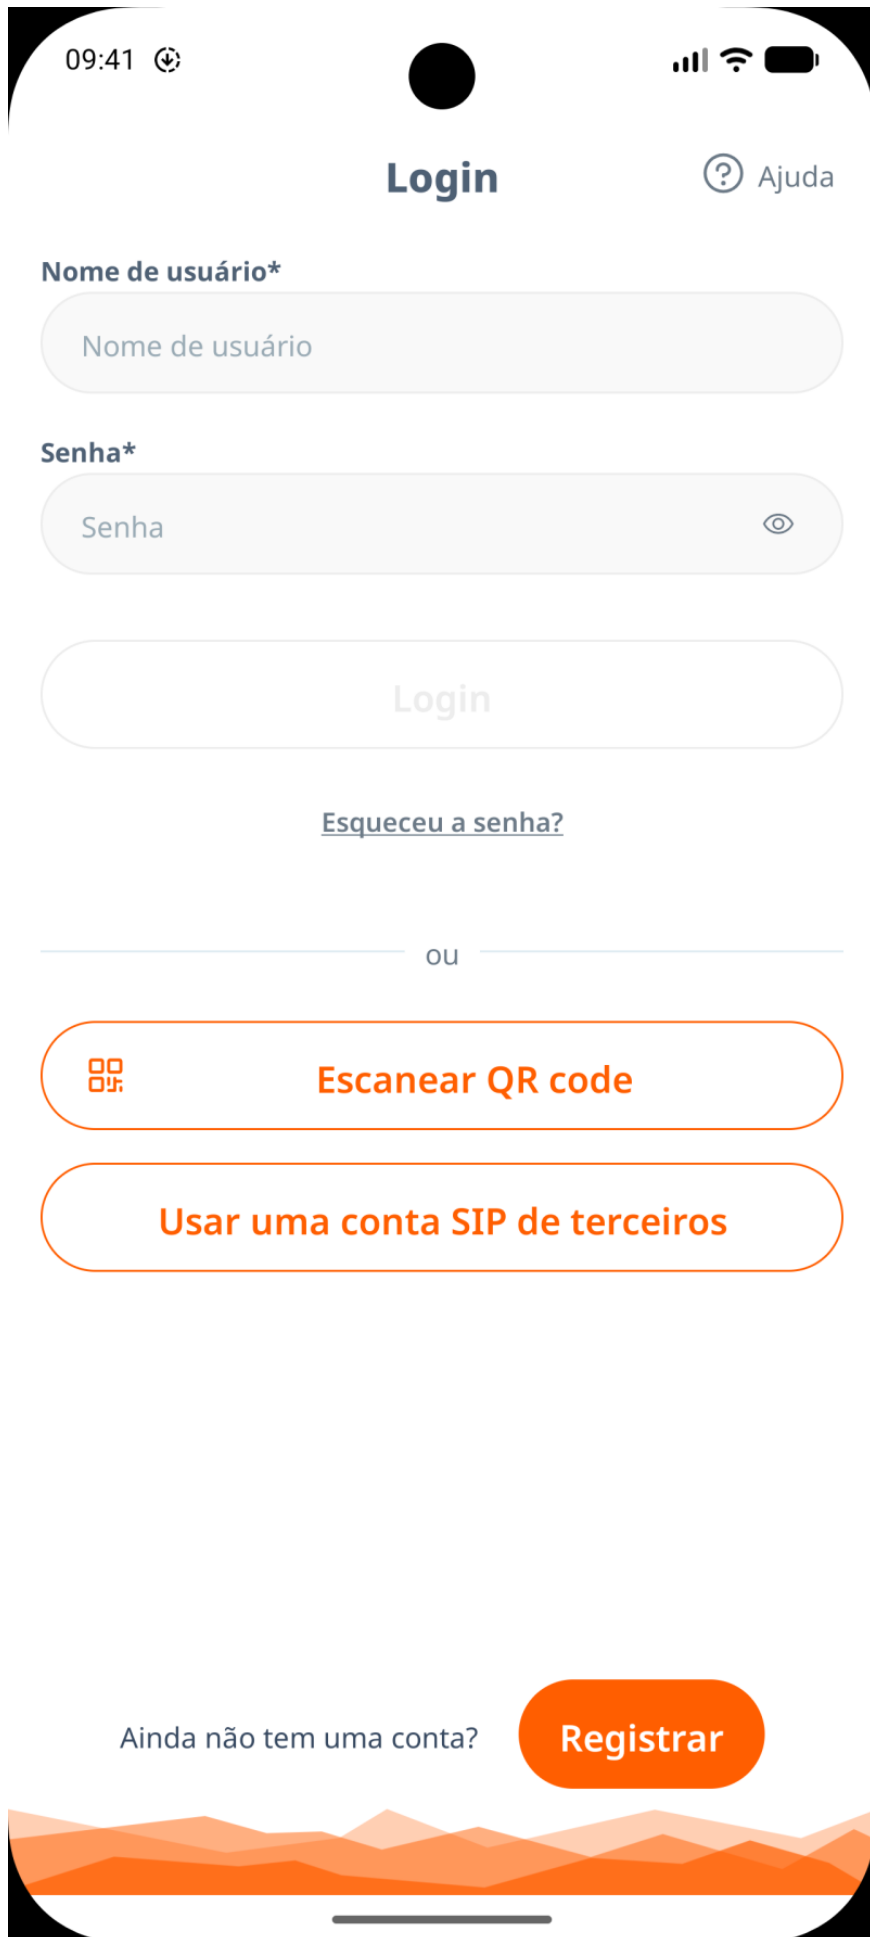 09:41
Login
Ajuda
Nome de usuário*
Nome de usuário
Senha*
Senha
Login
Esqueceu a senha?
ou
Escanear QR code
Usar uma conta SIP de terceiros
Ainda não tem uma conta?
Registrar